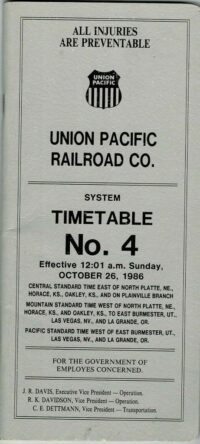 ALL INJURIES
ARE PREVENTABLE
UNION
PACIFIC
UNION PACIFIC
RAILROAD CO.
SYSTEM
TIMETABLE
No. 4
Effective 12:01 a.m. Sunday,
OCTOBER 26, 1986
CENTRAL STANDARD TIME EAST OF NORTH PLATTE, NE.,
HORACE, KS., OAKLEY, KS., AND ON PLAINVILLE BRANCH
MOUNTAIN STANDARD TIME WEST OF NORTH PLATTE, NE.,
HORACE, KS., AND OAKLEY, KS., TO EAST BURMESTER, UT.,
LAS VEGAS, NV., AND LA GRANDE, OR.
PACIFIC STANDARD TIME WEST OF EAST BURMESTER, UT.,
LAS VEGAS, NV., AND LA GRANDE, OR.
FOR THE GOVERNMENT OF
EMPLOYES CONCERNED.
J. R. DAVIS, Executive Vice President — Operation.
R. K. DAVIDSON, Vice President — Operation.
C. E. DETTMANN, Vice President — Transportation.